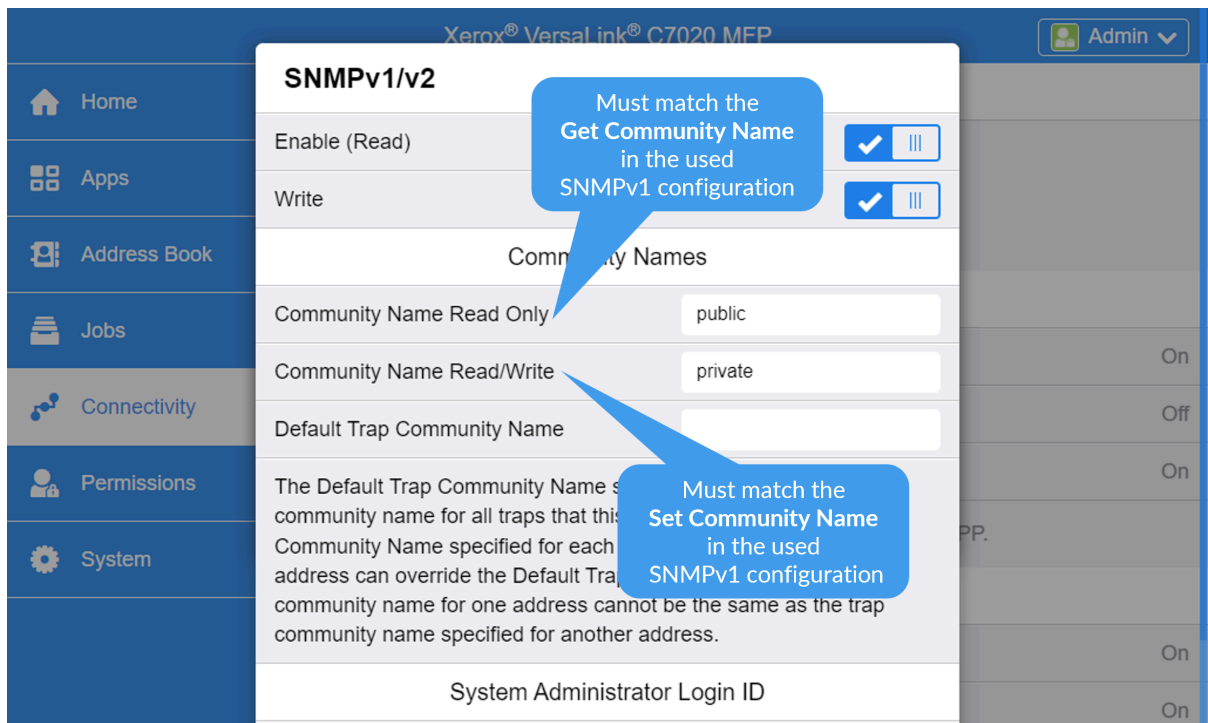 Xerox® VersaLink® C7020 MFP
Admin
Home
Apps
Address Book
Jobs
Connectivity
Permissions
System
SNMPv1/v2
Enable (Read)
Write
Must match the
Get Community Name
in the used
SNMPv1 configuration
Community Names
Community Name Read Only
public
Community Name Read/Write
private
Default Trap Community Name
The Default Trap Community Name
community name for all traps that this
Community Name specified for each
address can override the Default Trap
community name for one address cannot be the same as the trap
community name specified for another address.
Must match the
Set Community Name
in the used
SNMPv1 configuration
System Administrator Login ID
On
Off
On
PP.
On
On